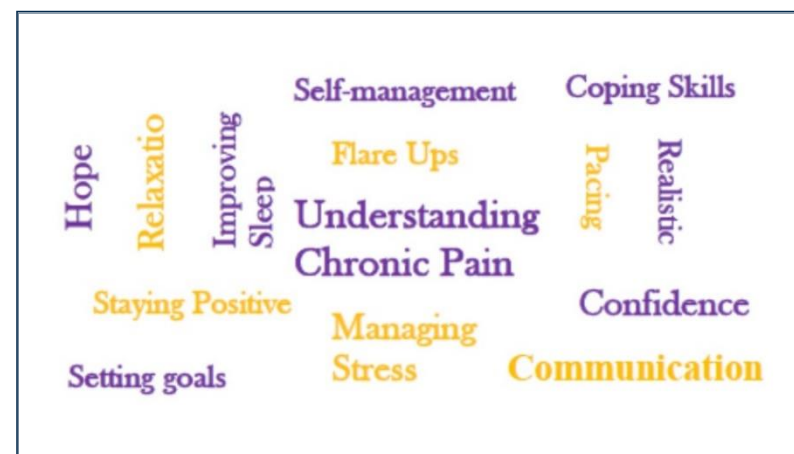 Self-management
Coping Skills
Hope
Relaxatio
Improving
Sleep
Flare Ups
Pacing
Realistic
Understanding
Chronic Pain
Staying Positive
Confidence
Managing
Stress
Setting goals
Communication